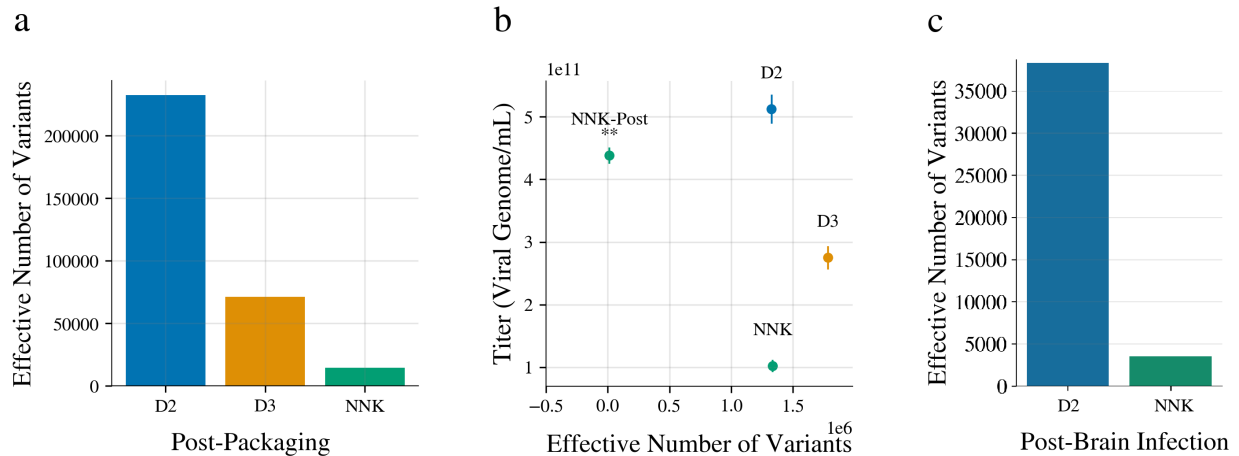 a
Effective Number of Variants
200000
150000
100000
50000
0
D2
D3
NNK
Post-Packaging
b
1e11
Titer (Viral Genome/mL)
5
4
3
2
1
D2
NNK-Post
**
D3
NNK
−0.5
0.0
0.5
1.0
1.5
1e6
Effective Number of Variants
c
Effective Number of Variants
35000
30000
25000
20000
15000
10000
5000
0
D2
NNK
Post-Brain Infection